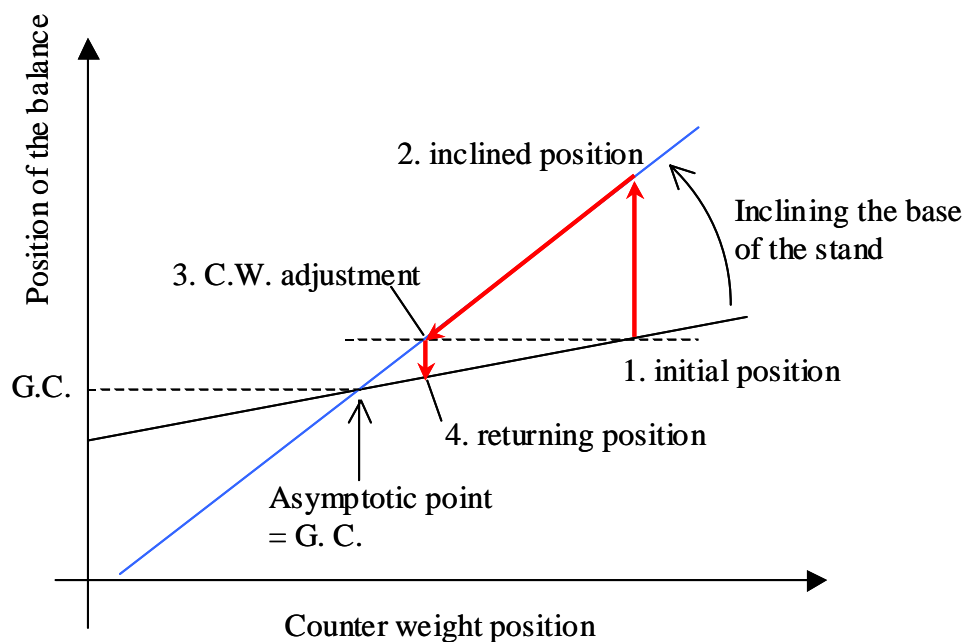 Position of the balance
2. inclined position
Inclining the base
of the stand
3. C.W. adjustment
G.C.
1. initial position
4. returning position
Asymptotic point
= G. C.
Counter weight position